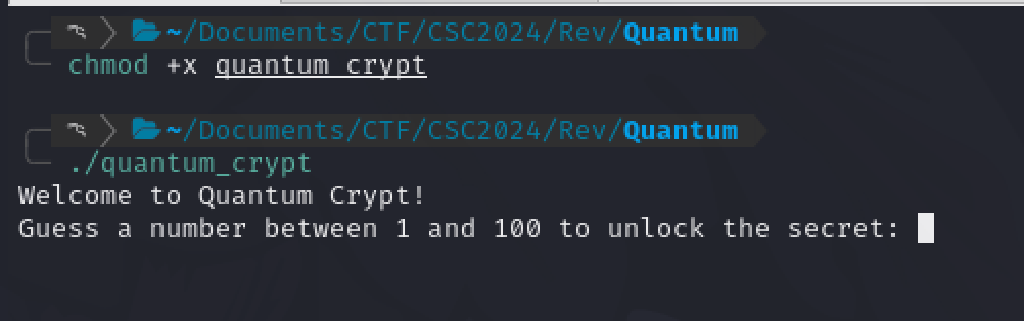 ~/Documents/CTF/CSC2024/Rev/Quantum
chmod +x quantum_crypt
~/Documents/CTF/CSC2024/Rev/Quantum
./quantum_crypt
Welcome to Quantum Crypt!
Guess a number between 1 and 100 to unlock the secret: